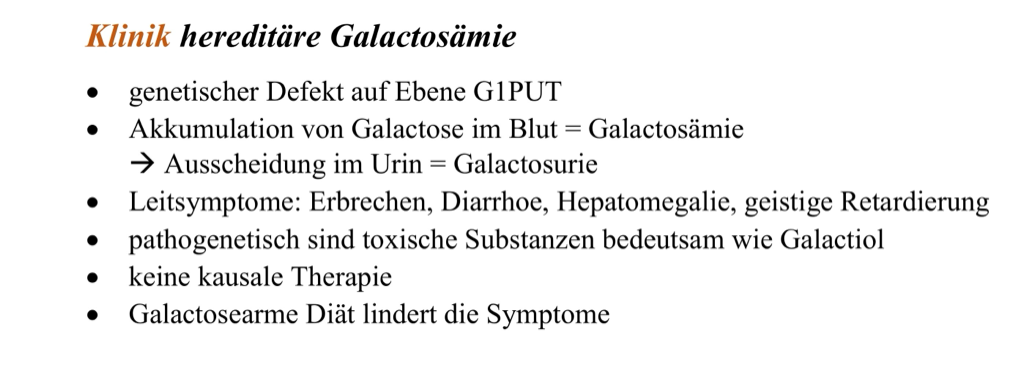 Klinik hereditäre Galactosämie
• genetischer Defekt auf Ebene G1PUT
• Akkumulation von Galactose im Blut = Galactosämie
→ Ausscheidung im Urin = Galactosurie
• Leitsymptome: Erbrechen, Diarrhoe, Hepatomegalie, geistige Retardierung
• pathogenetisch sind toxische Substanzen bedeutsam wie Galactiol
• keine kausale Therapie
• Galactosearme Diät lindert die Symptome